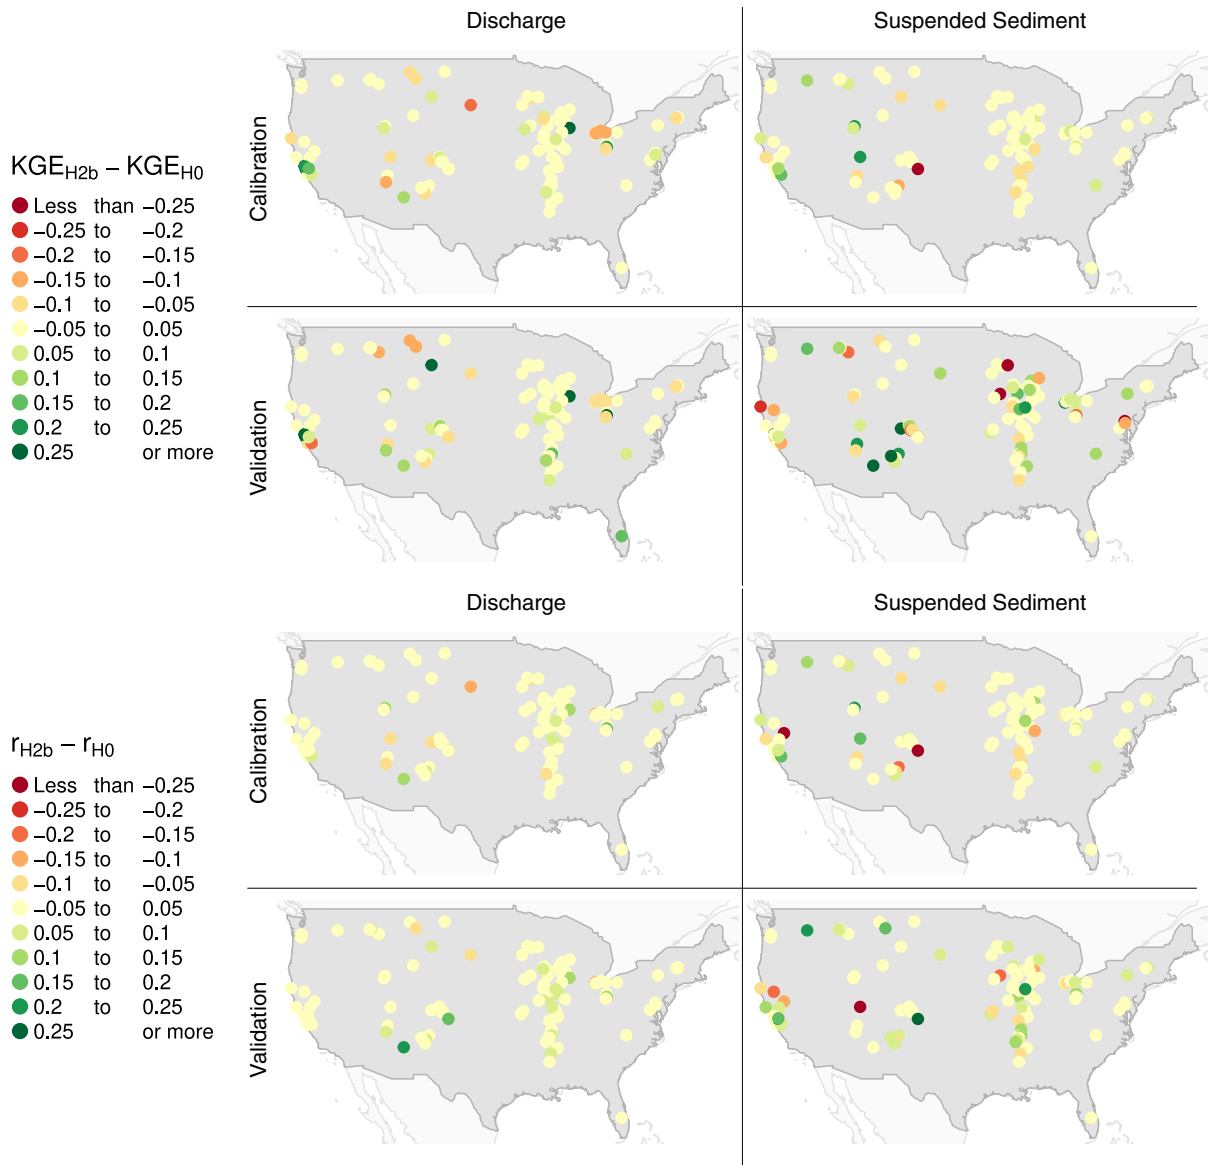 Discharge
Suspended Sediment
Calibration
KGE_H2b − KGE_H0
Less than −0.25
−0.25 to −0.2
−0.2 to −0.15
−0.15 to −0.1
−0.1 to −0.05
−0.05 to 0.05
0.05 to 0.1
0.1 to 0.15
0.15 to 0.2
0.2 to 0.25
0.25 or more
Validation
Discharge
Suspended Sediment
Calibration
r_H2b − r_H0
Less than −0.25
−0.25 to −0.2
−0.2 to −0.15
−0.15 to −0.1
−0.1 to −0.05
−0.05 to 0.05
0.05 to 0.1
0.1 to 0.15
0.15 to 0.2
0.2 to 0.25
0.25 or more
Validation